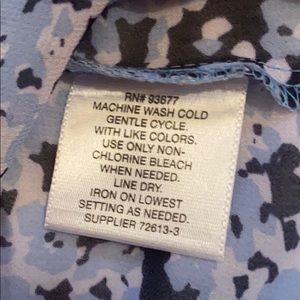 RN# 93677
MACHINE WASH COLD
GENTLE CYCLE.
WITH LIKE COLORS.
USE ONLY NON-
CHLORINE BLEACH
WHEN NEEDED.
LINE DRY.
IRON ON LOWEST
SETTING AS NEEDED.
SUPPLIER 72613-3